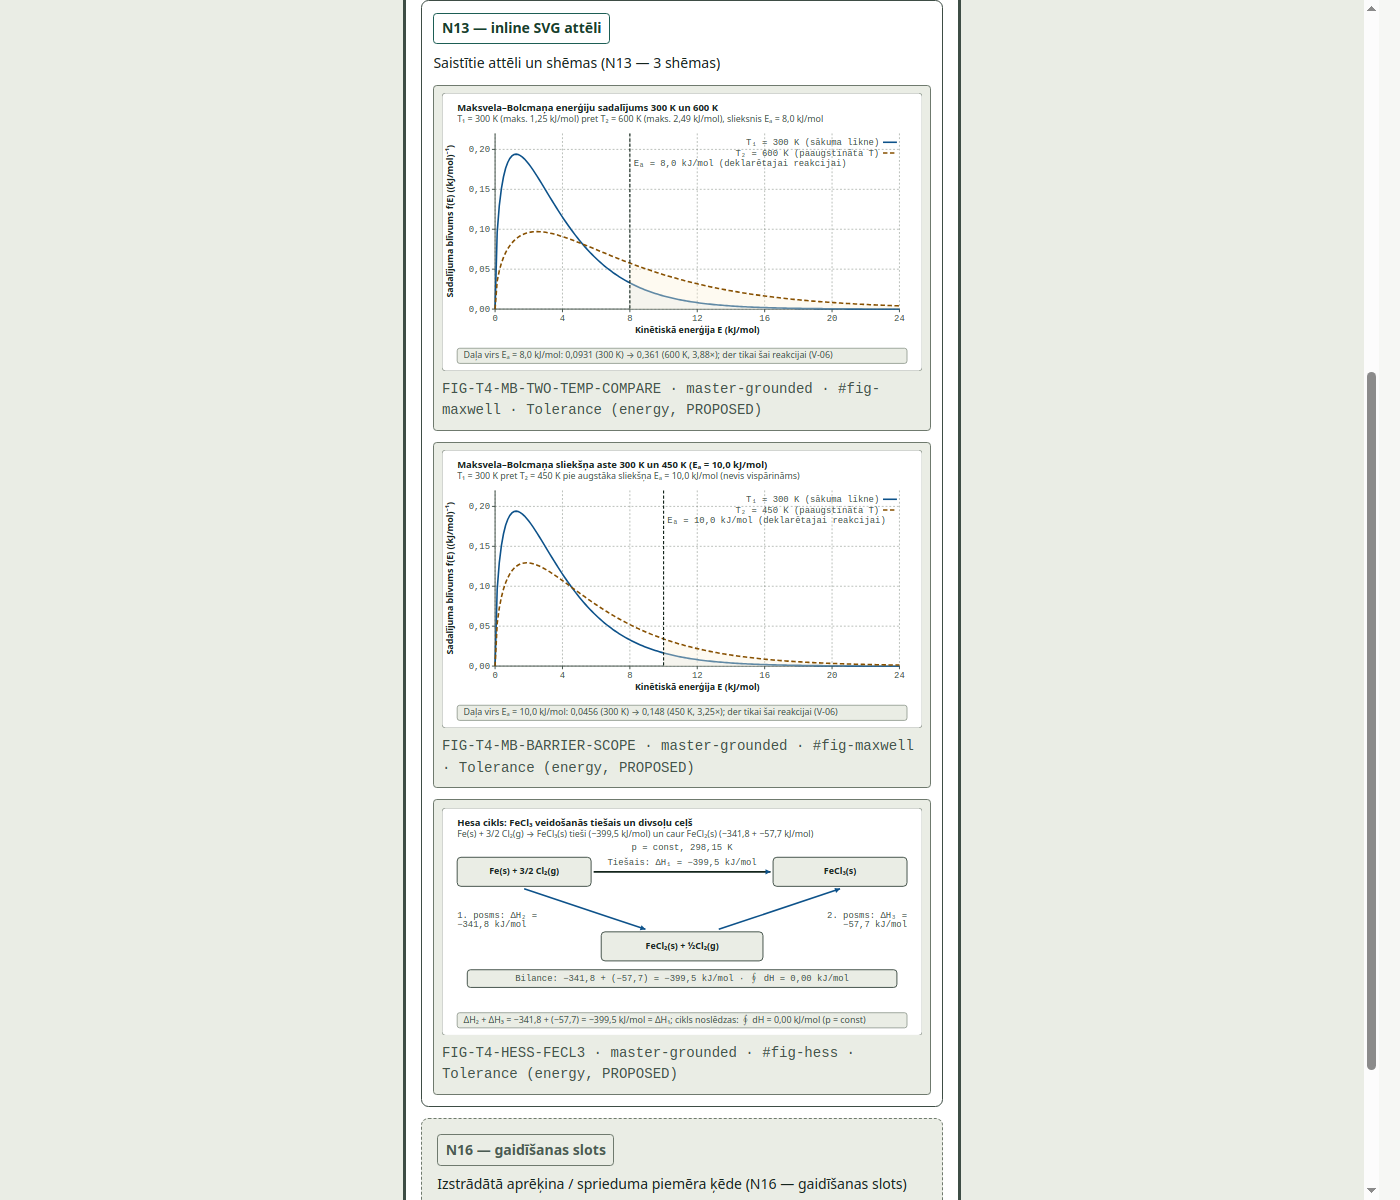 N13 — inline SVG attēli
Saistītie attēli un shēmas (N13 — 3 shēmas)
Maksvela–Bolcmaņa enerģiju sadalījums 300 K un 600 K
T₁ = 300 K (maks. 1,25 kJ/mol) pret T₂ = 600 K (maks. 2,49 kJ/mol), slieksnis Eₐ = 8,0 kJ/mol
T₁ = 300 K (sākuma līkne)
T₂ = 600 K (paaugstināta T)
Eₐ = 8,0 kJ/mol (deklarētajai reakcijai)
Sadalījuma blīvums f(E) ((kJ/mol)⁻¹)
0,20
0,15
0,10
0,05
0,00
0 4 8 12 16 20 24
Kinētiskā enerģija E (kJ/mol)
Daļa virs Eₐ = 8,0 kJ/mol: 0,0931 (300 K) → 0,361 (600 K, 3,88×); der tikai šai reakcijai (V-06)
FIG-T4-MB-TWO-TEMP-COMPARE · master-grounded · #fig-
maxwell · Tolerance (energy, PROPOSED)
Maksvela–Bolcmaņa sliekšņa aste 300 K un 450 K (Eₐ = 10,0 kJ/mol)
T₁ = 300 K pret T₂ = 450 K pie augstāka sliekšņa Eₐ = 10,0 kJ/mol (nevis vispārināms)
T₁ = 300 K (sākuma līkne)
T₂ = 450 K (paaugstināta T)
Eₐ = 10,0 kJ/mol (deklarētajai reakcijai)
Sadalījuma blīvums f(E) ((kJ/mol)⁻¹)
0,20
0,15
0,10
0,05
0,00
0 4 8 12 16 20 24
Kinētiskā enerģija E (kJ/mol)
Daļa virs Eₐ = 10,0 kJ/mol: 0,0456 (300 K) → 0,148 (450 K, 3,25×); der tikai šai reakcijai (V-06)
FIG-T4-MB-BARRIER-SCOPE · master-grounded · #fig-maxwell
· Tolerance (energy, PROPOSED)
Hesa cikls: FeCl₃ veidošanās tiešais un divsoļu ceļš
Fe(s) + 3/2 Cl₂(g) → FeCl₃(s) tieši (−399,5 kJ/mol) un caur FeCl₂(s) (−341,8 + −57,7 kJ/mol)
p = const, 298,15 K
Tiešais: ΔH₁ = −399,5 kJ/mol
Fe(s) + 3/2 Cl₂(g)
FeCl₃(s)
1. posms: ΔH₂ =
−341,8 kJ/mol
2. posms: ΔH₃ =
−57,7 kJ/mol
FeCl₂(s) + ½Cl₂(g)
Bilance: −341,8 + (−57,7) = −399,5 kJ/mol · ∮ dH = 0,00 kJ/mol
ΔH₂ + ΔH₃ = −341,8 + (−57,7) = −399,5 kJ/mol = ΔH₁; cikls noslēdzas: ∮ dH = 0,00 kJ/mol (p = const)
FIG-T4-HESS-FECL3 · master-grounded · #fig-hess ·
Tolerance (energy, PROPOSED)
N16 — gaidīšanas slots
Izstrādātā aprēķina / sprieduma piemēra ķēde (N16 — gaidīšanas slots)